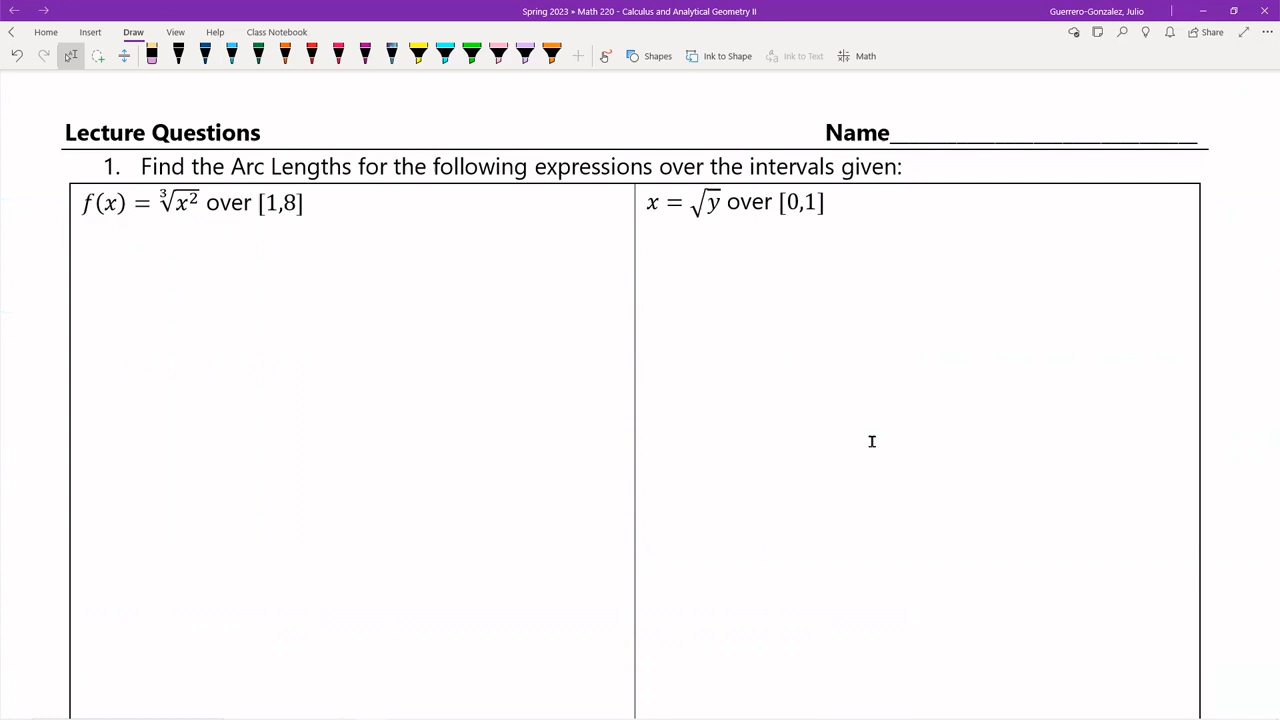 Spring 2023 » Math 220 - Calculus and Analytical Geometry II
Guerrero-Gonzalez, Julio
Home Insert Draw View Help Class Notebook
Share
Shapes Ink to Shape Ink to Text Math
Lecture Questions Name
1. Find the Arc Lengths for the following expressions over the intervals given:
f(x) = ∛x² over [1,8]
x = √y over [0,1]